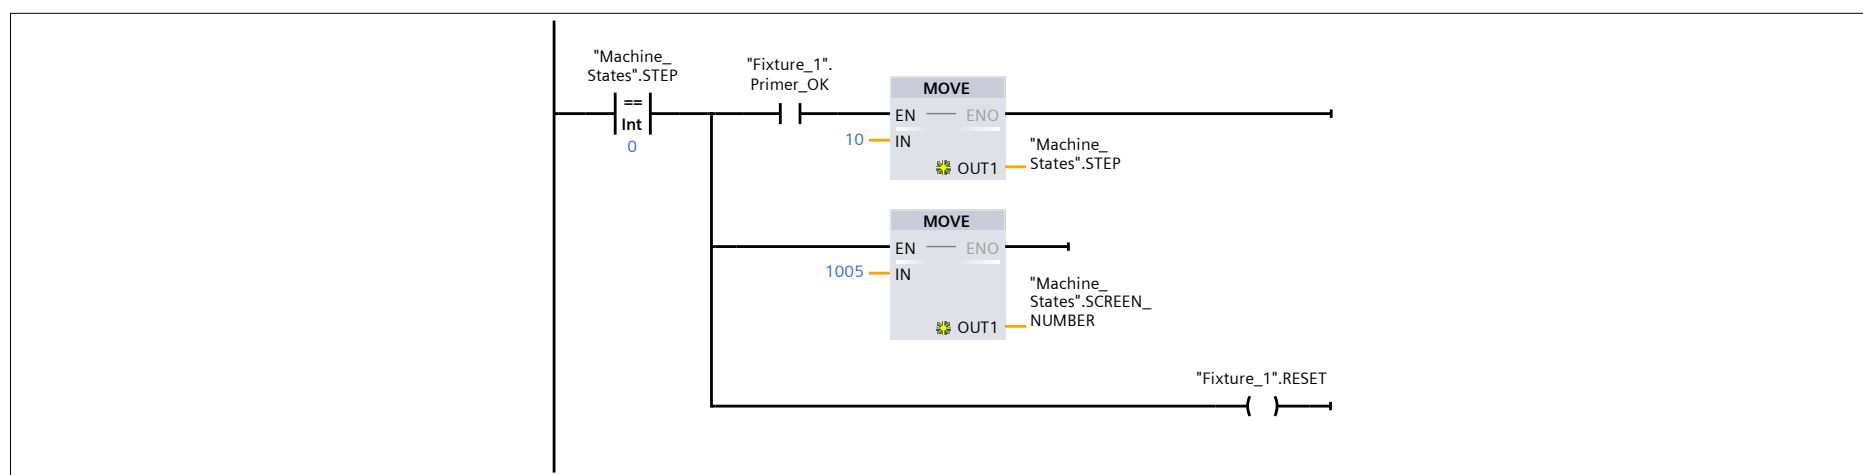 "Machine_
States".STEP
==
Int
0
"Fixture_1".
Primer_OK
MOVE
EN
ENO
10
IN
OUT1
"Machine_
States".STEP
MOVE
EN
ENO
1005
IN
OUT1
"Machine_
States".SCREEN_
NUMBER
"Fixture_1".RESET